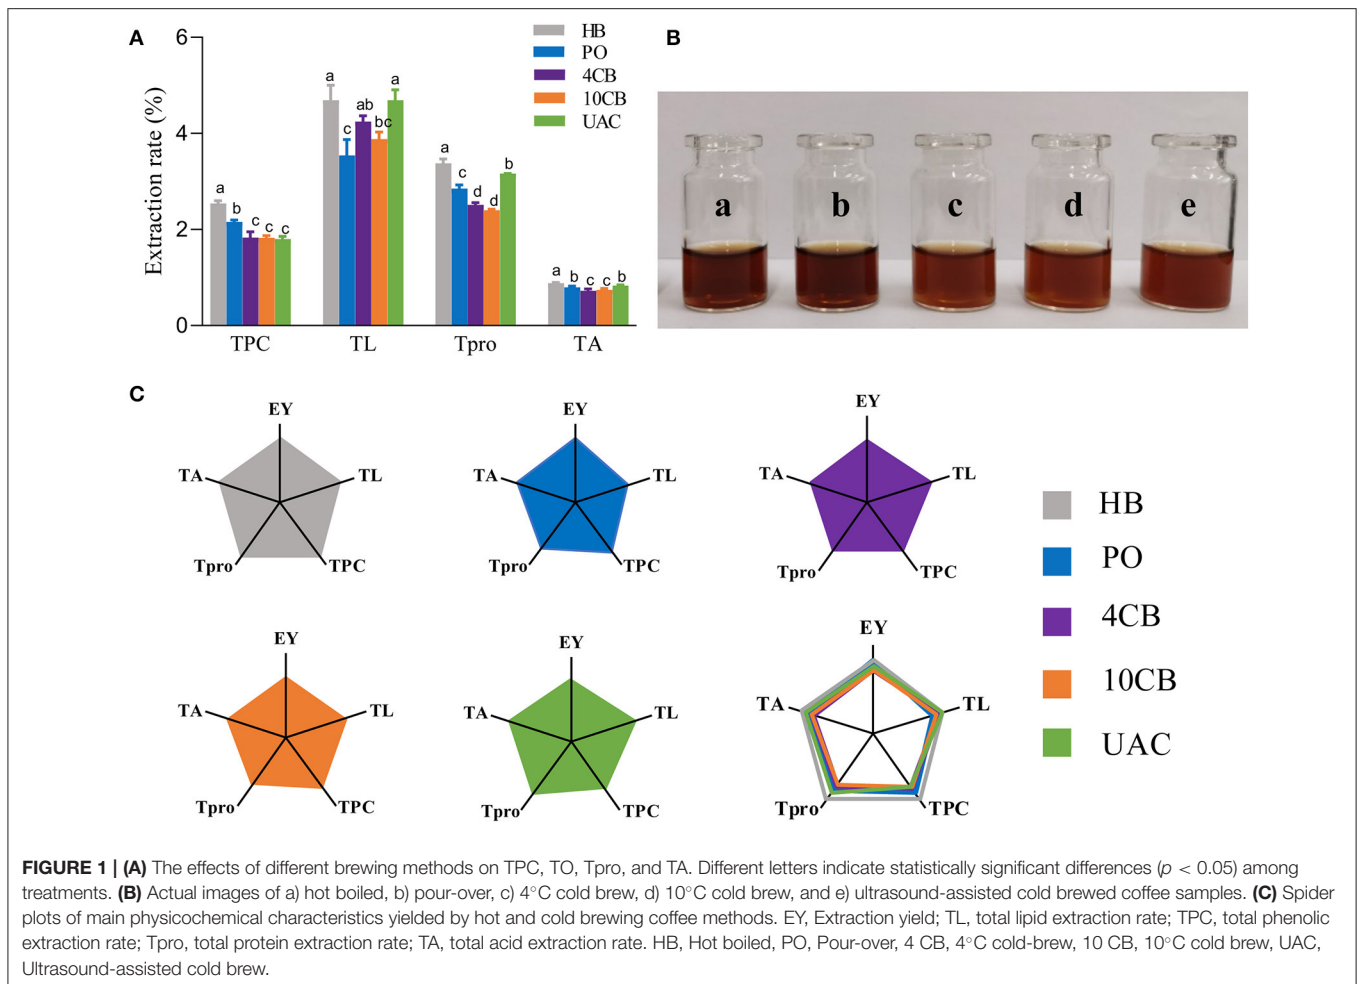 A
6
4
2
0
Extraction rate (%)
HB
PO
4CB
10CB
UAC
a b c c c
a c ab bc a
a c d d b
a b c c b
TPC TL Tpro TA
B
a b c d e
C
EY
TA TL
Tpro TPC
EY
TA TL
Tpro TPC
EY
TA TL
Tpro TPC
HB
PO
4CB
10CB
UAC
EY
TA TL
Tpro TPC
EY
TA TL
Tpro TPC
EY
TA TL
Tpro TPC
FIGURE 1 | (A) The effects of different brewing methods on TPC, TO, Tpro, and TA. Different letters indicate statistically significant differences (p < 0.05) among
treatments. (B) Actual images of a) hot boiled, b) pour-over, c) 4°C cold brew, d) 10°C cold brew, and e) ultrasound-assisted cold brewed coffee samples. (C) Spider
plots of main physicochemical characteristics yielded by hot and cold brewing coffee methods. EY, Extraction yield; TL, total lipid extraction rate; TPC, total phenolic
extraction rate; Tpro, total protein extraction rate; TA, total acid extraction rate. HB, Hot boiled, PO, Pour-over, 4 CB, 4°C cold-brew, 10 CB, 10°C cold brew, UAC,
Ultrasound-assisted cold brew.